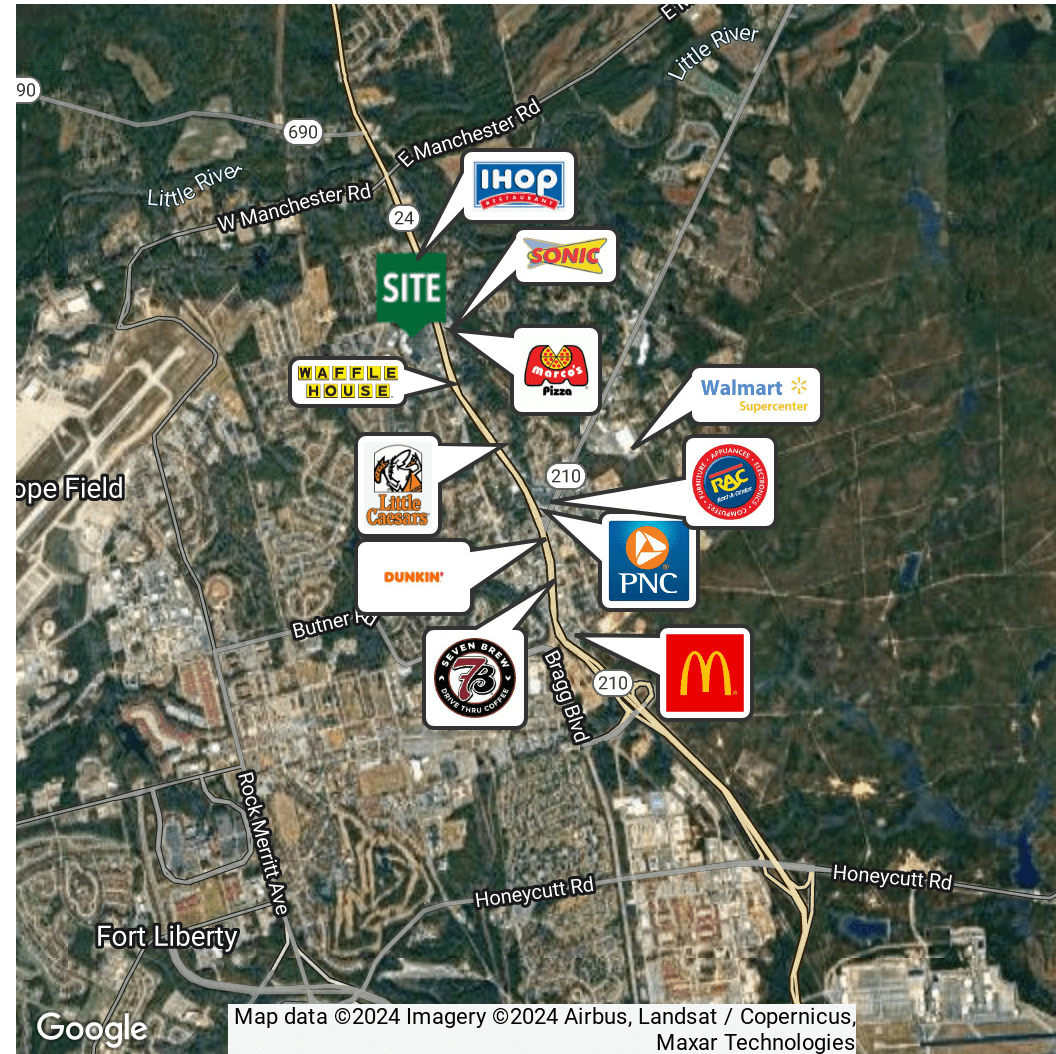 E M
Little River
90
690
E Manchester Rd
Little River
W Manchester Rd
24
IHOP
RESTAURANT
SONIC
SITE
Marco's
Pizza
WAFFLE
HOUSE
Walmart
Supercenter
Little
Caesars
210
FURNITURE • APPLIANCES • ELECTRONICS • COMPUTERS
RAC
Rent-A-Center
ope Field
DUNKIN'
PNC
Butner Rd
SEVEN BREW
7B
DRIVE THRU COFFEE
Bragg Blvd
210
M
Rock Merritt Ave
Honeycutt Rd
Honeycutt Rd
Fort Liberty
Google
Map data ©2024 Imagery ©2024 Airbus, Landsat / Copernicus,
Maxar Technologies